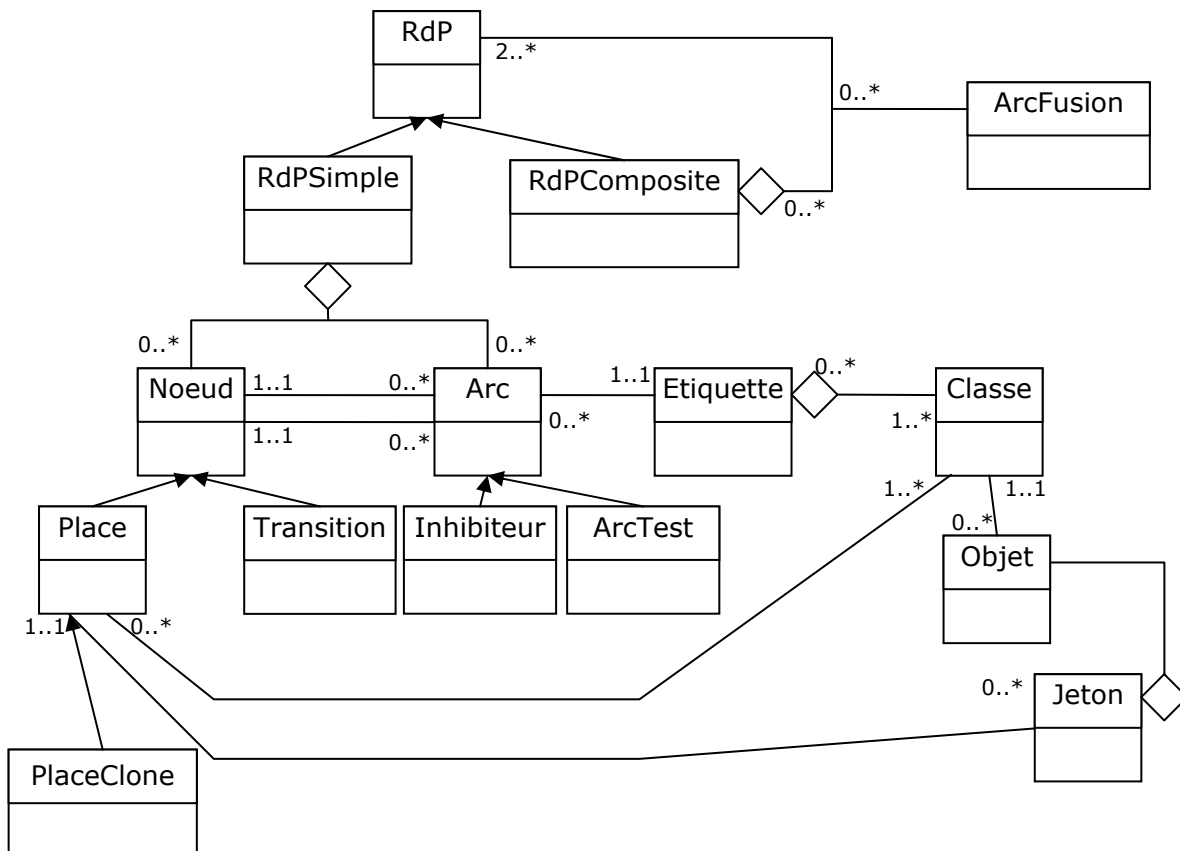 RdP
2..*
0..*
ArcFusion
RdPSimple
RdPComposite
0..*
0..*
0..*
Noeud
1..1
0..*
Arc
1..1
Etiquette
0..*
Classe
0..*
1..*
1..1
0..*
1..*
1..1
Place
Transition
Inhibiteur
ArcTest
0..*
Objet
1..1
0..*
0..*
Jeton
PlaceClone